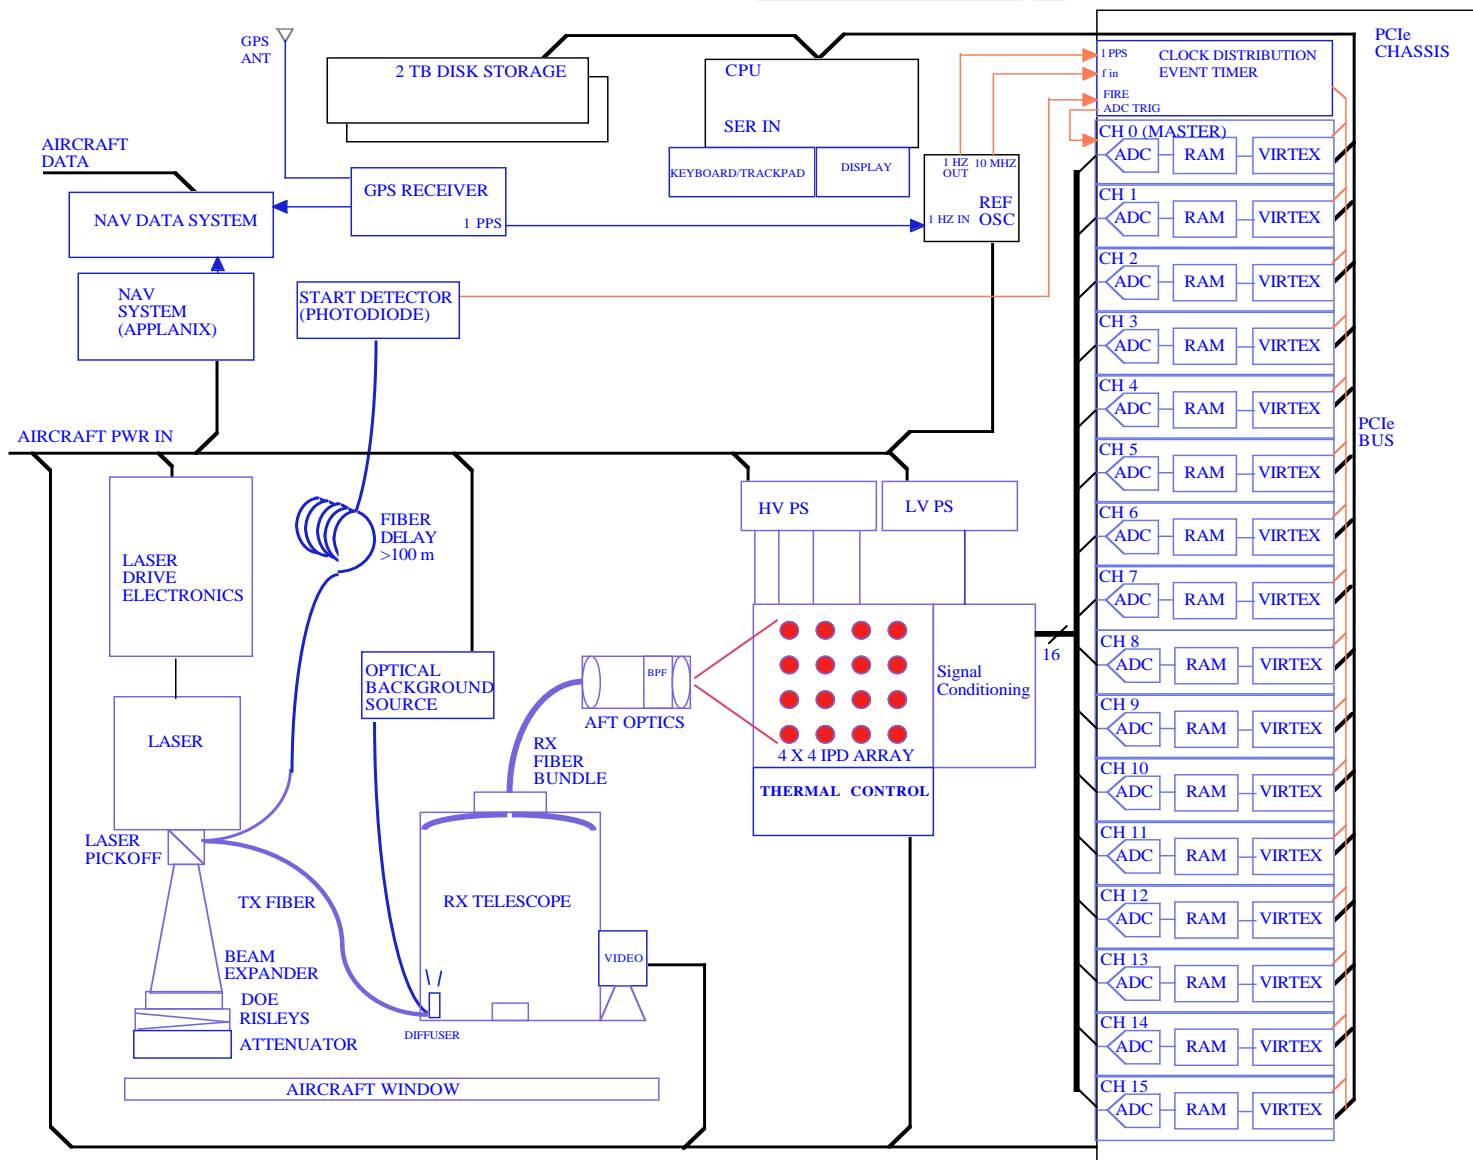 GPS
ANT
2 TB DISK STORAGE
CPU
SER IN
KEYBOARD/TRACKPAD
DISPLAY
AIRCRAFT
DATA
NAV DATA SYSTEM
GPS RECEIVER
1 PPS
1 HZ
OUT
10 MHZ
REF
OSC
1 HZ IN
NAV
SYSTEM
(APPLANIX)
START DETECTOR
(PHOTODIODE)
AIRCRAFT PWR IN
LASER
DRIVE
ELECTRONICS
FIBER
DELAY
>100 m
HV PS
LV PS
OPTICAL
BACKGROUND
SOURCE
BPF
AFT OPTICS
Signal
Conditioning
16
4 X 4 IPD ARRAY
THERMAL CONTROL
LASER
RX
FIBER
BUNDLE
LASER
PICKOFF
TX FIBER
RX TELESCOPE
VIDEO
BEAM
EXPANDER
DOE
RISLEYS
ATTENUATOR
DIFFUSER
AIRCRAFT WINDOW
PCIe
CHASSIS
1 PPS
f in
FIRE
ADC TRIG
CLOCK DISTRIBUTION
EVENT TIMER
CH 0 (MASTER)
ADC RAM VIRTEX
CH 1
ADC RAM VIRTEX
CH 2
ADC RAM VIRTEX
CH 3
ADC RAM VIRTEX
CH 4
ADC RAM VIRTEX
CH 5
ADC RAM VIRTEX
CH 6
ADC RAM VIRTEX
CH 7
ADC RAM VIRTEX
CH 8
ADC RAM VIRTEX
CH 9
ADC RAM VIRTEX
CH 10
ADC RAM VIRTEX
CH 11
ADC RAM VIRTEX
CH 12
ADC RAM VIRTEX
CH 13
ADC RAM VIRTEX
CH 14
ADC RAM VIRTEX
CH 15
ADC RAM VIRTEX
PCIe
BUS